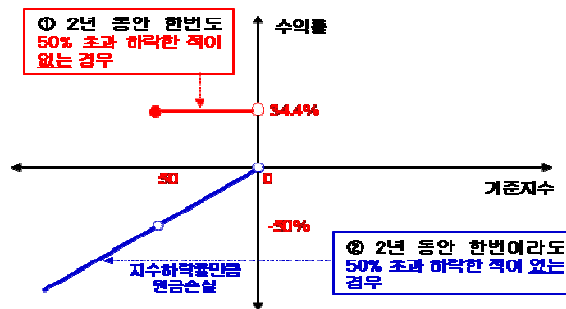 ① 2년 동안 한번도
50% 초과 하락한 적이
없는 경우
수익률
34.4%
-50
0
기준지수
-50%
② 2년 동안 한번이라도
50% 초과 하락한 적이 없는
경우
지수하락률만큼
원금손실